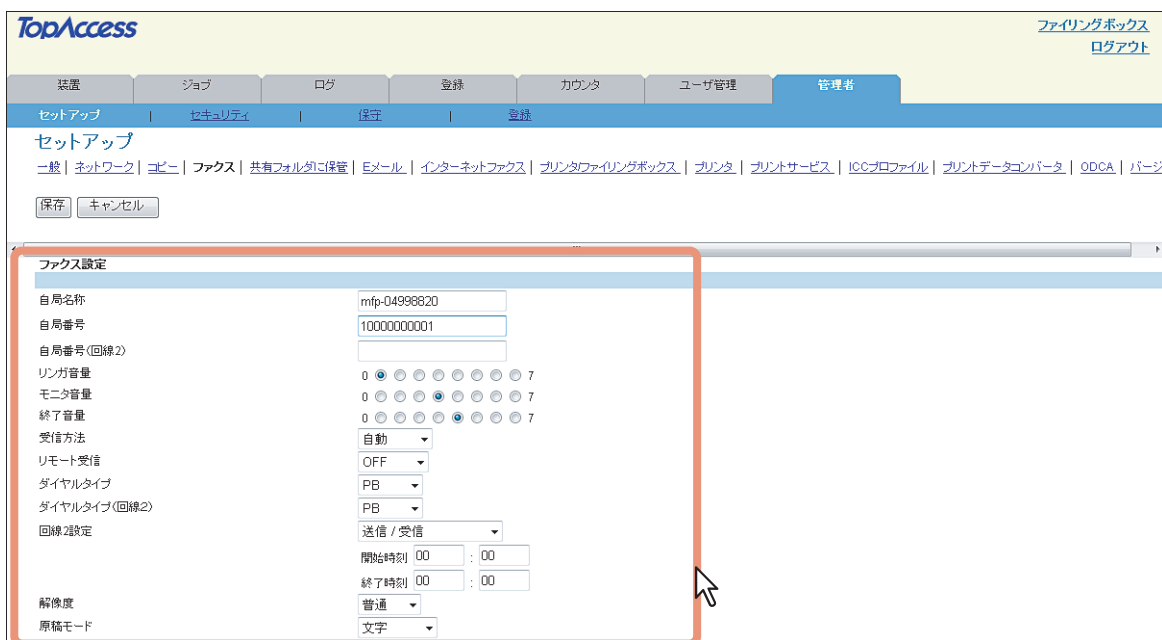 TopAccess
ファイリングボックス
ログアウト
装置 ジョブ ログ 登録 カウンタ ユーザ管理 管理者
セットアップ | セキュリティ | 保守 | 登録
セットアップ
一般 | ネットワーク | コピー | ファクス | 共有フォルダに保管 | Eメール | インターネットファクス | プリンタ/ファイリングボックス | プリンタ | プリントサービス | ICCプロファイル | プリントデータコンバータ | ODCA | バージ
保存 キャンセル
ファクス設定
自局名称 mfp-04998820
自局番号 10000000001
自局番号(回線2)
リンガ音量 0 7
モニタ音量 0 7
終了音量 0 7
受信方法 自動
リモート受信 OFF
ダイヤルタイプ PB
ダイヤルタイプ(回線2) PB
回線2設定 送信 / 受信
開始時刻 00 : 00
終了時刻 00 : 00
解像度 普通
原稿モード 文字